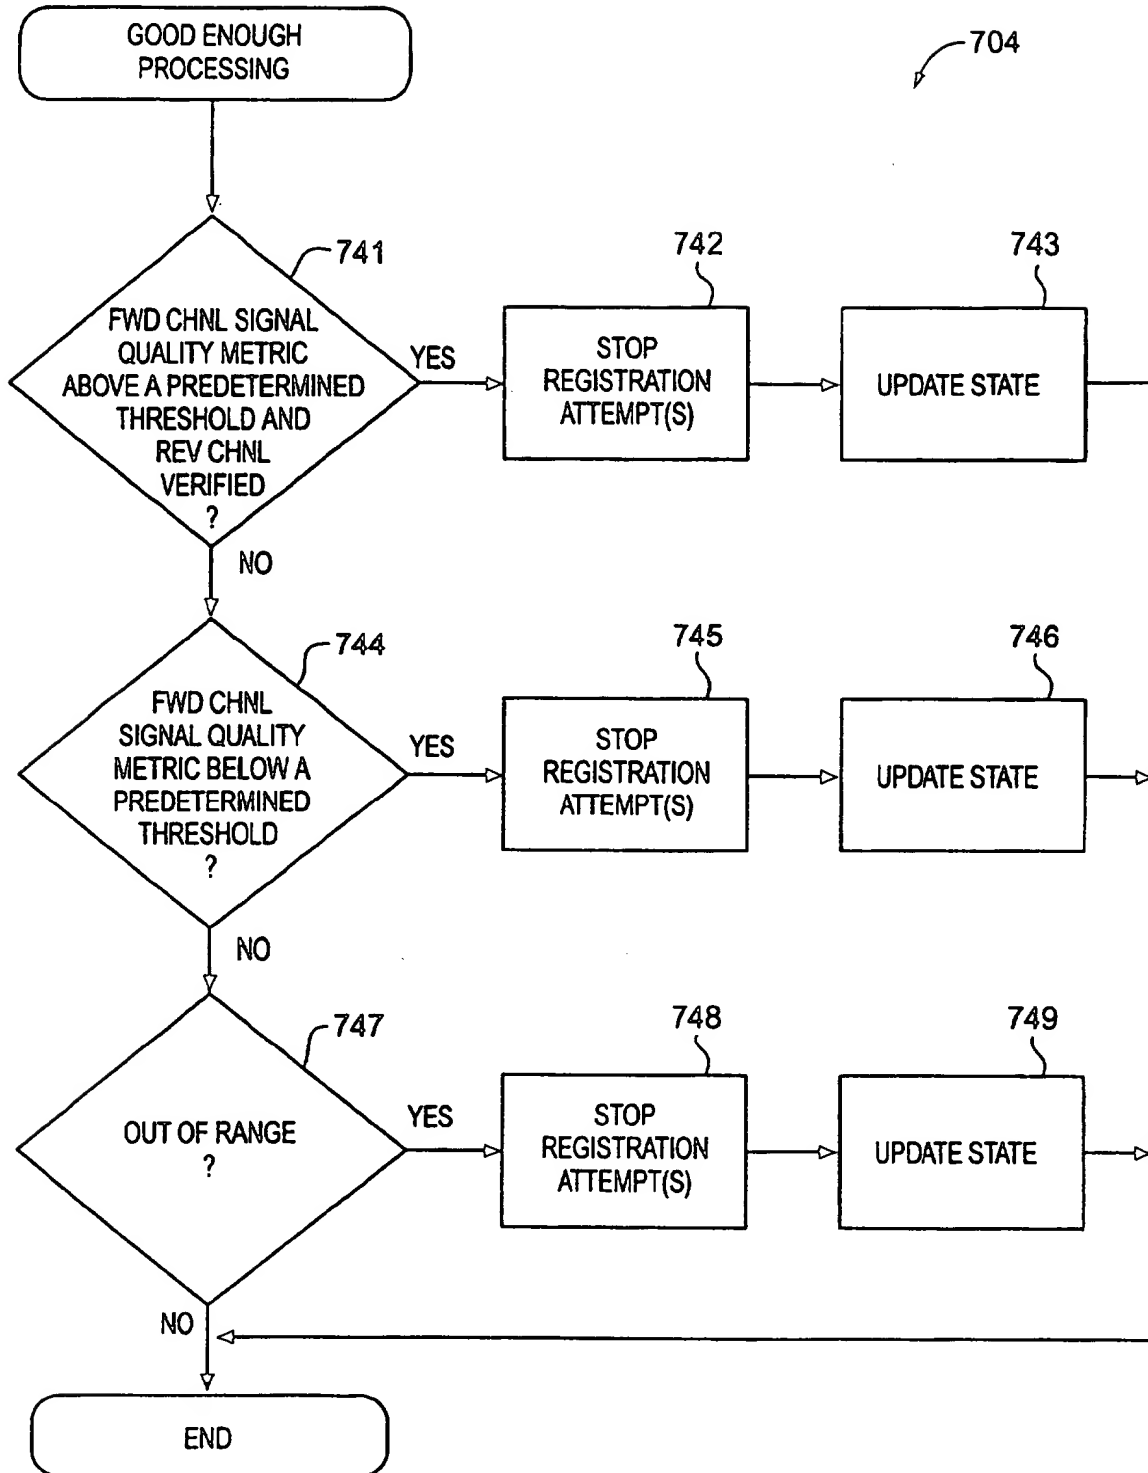 GOOD ENOUGH
PROCESSING
704
741
FWD CHNL SIGNAL
QUALITY METRIC
ABOVE A PREDETERMINED
THRESHOLD AND
REV CHNL
VERIFIED
?
YES
742
STOP
REGISTRATION
ATTEMPT(S)
743
UPDATE STATE
NO
744
FWD CHNL
SIGNAL QUALITY
METRIC BELOW A
PREDETERMINED
THRESHOLD
?
YES
745
STOP
REGISTRATION
ATTEMPT(S)
746
UPDATE STATE
NO
747
OUT OF RANGE
?
YES
748
STOP
REGISTRATION
ATTEMPT(S)
749
UPDATE STATE
NO
END